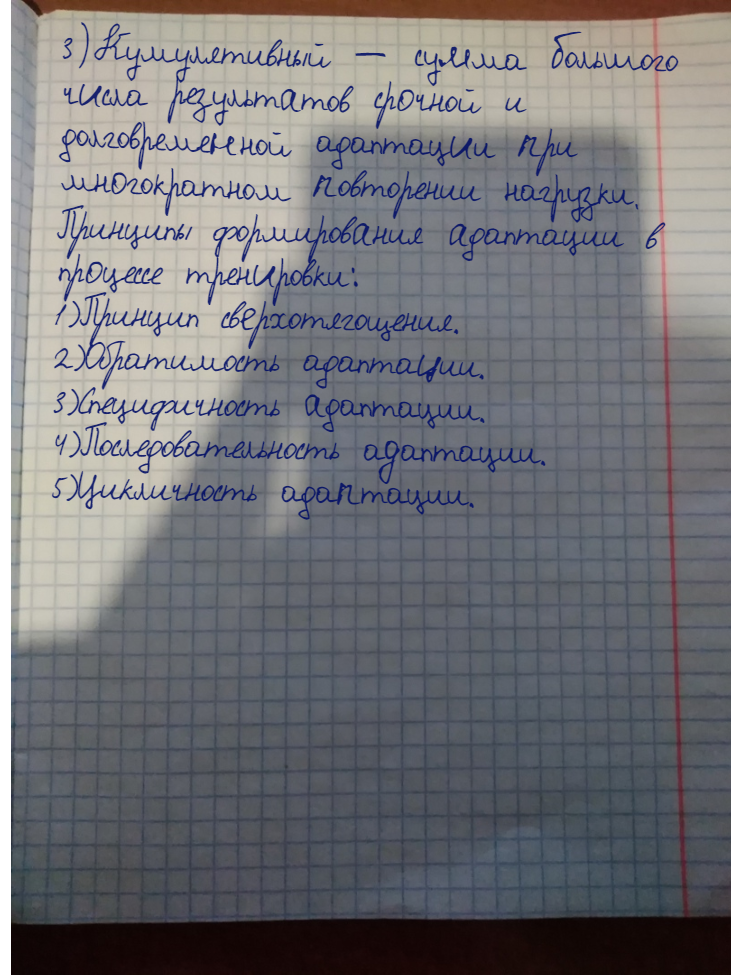 3) Кумулятивный — сумма большого
числа результатов срочной и
долговременной адаптации при
многократном повторении нагрузки.
Принципы формирования адаптации в
процессе тренировки:
1) Принцип сверхотягощения.
2) Обратимость адаптации.
3) Специфичность адаптации.
4) Последовательность адаптации.
5) Цикличность адаптации.